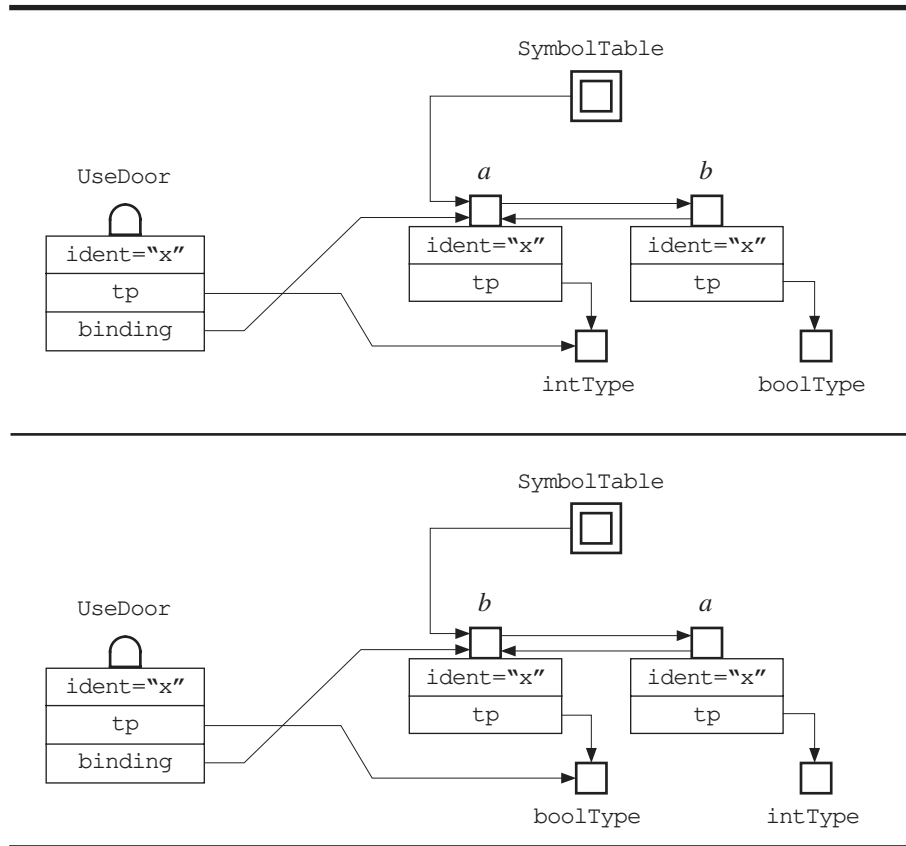 SymbolTable
UseDoor
a
b
ident="x"
tp
binding
ident="x"
tp
ident="x"
tp
intType
boolType
SymbolTable
UseDoor
b
a
ident="x"
tp
binding
ident="x"
tp
ident="x"
tp
boolType
intType